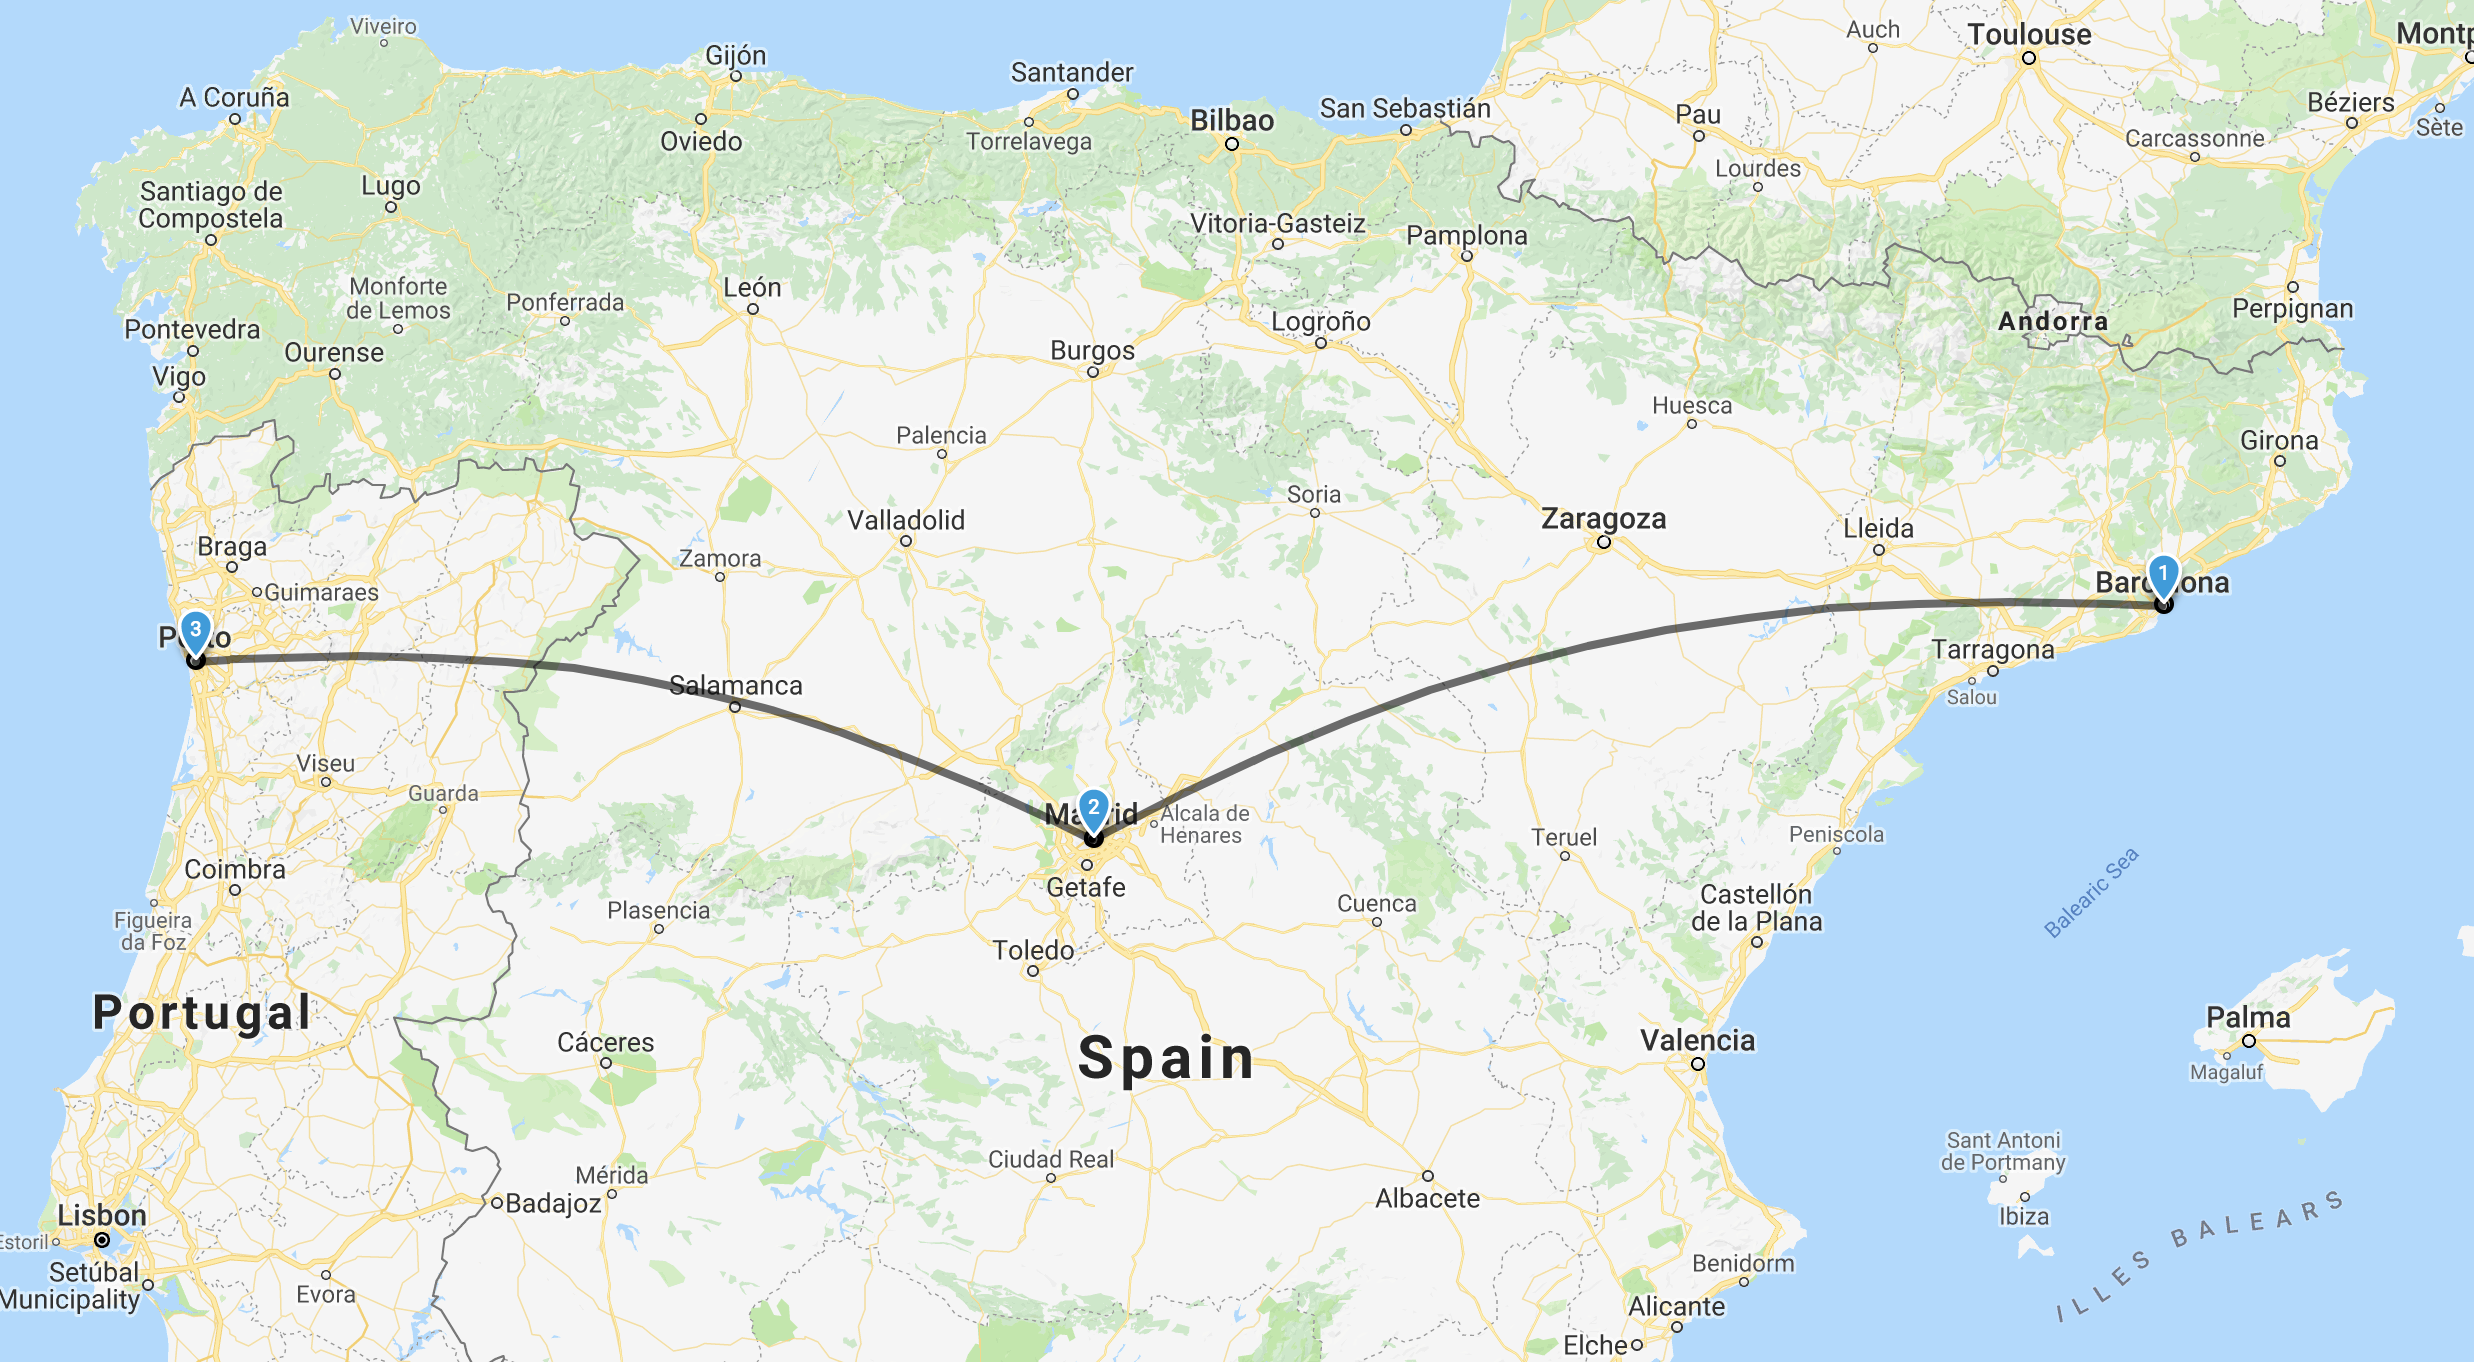 Viveiro
Auch
Toulouse
Montp
Gijón
Santander
A Coruña
San Sebastián
Béziers
Bilbao
Pau
Sète
Oviedo
Torrelavega
Carcassonne
Lourdes
Santiago de
Compostela
Lugo
Vitoria-Gasteiz
Pamplona
Monforte
de Lemos
Ponferrada
León
Logroño
Andorra
Perpignan
Pontevedra
Ourense
Burgos
Vigo
Huesca
Palencia
Girona
Soria
Valladolid
Zaragoza
Lleida
Braga
Zamora
1
Barcelona
Guimaraes
3
Porto
Tarragona
Salamanca
Salou
Viseu
Guarda
2
Madrid
Alcala de
Henares
Teruel
Peniscola
Coimbra
Getafe
Balearic Sea
Castellón
de la Plana
Cuenca
Plasencia
Figueira
da Foz
Toledo
Portugal
Palma
Cáceres
Valencia
Spain
Magaluf
Sant Antoni
de Portmany
Ciudad Real
Mérida
Badajoz
Albacete
Ibiza
ILLES BALEARS
Lisbon
Estoril
Setúbal
Municipality
Evora
Benidorm
Alicante
Elche